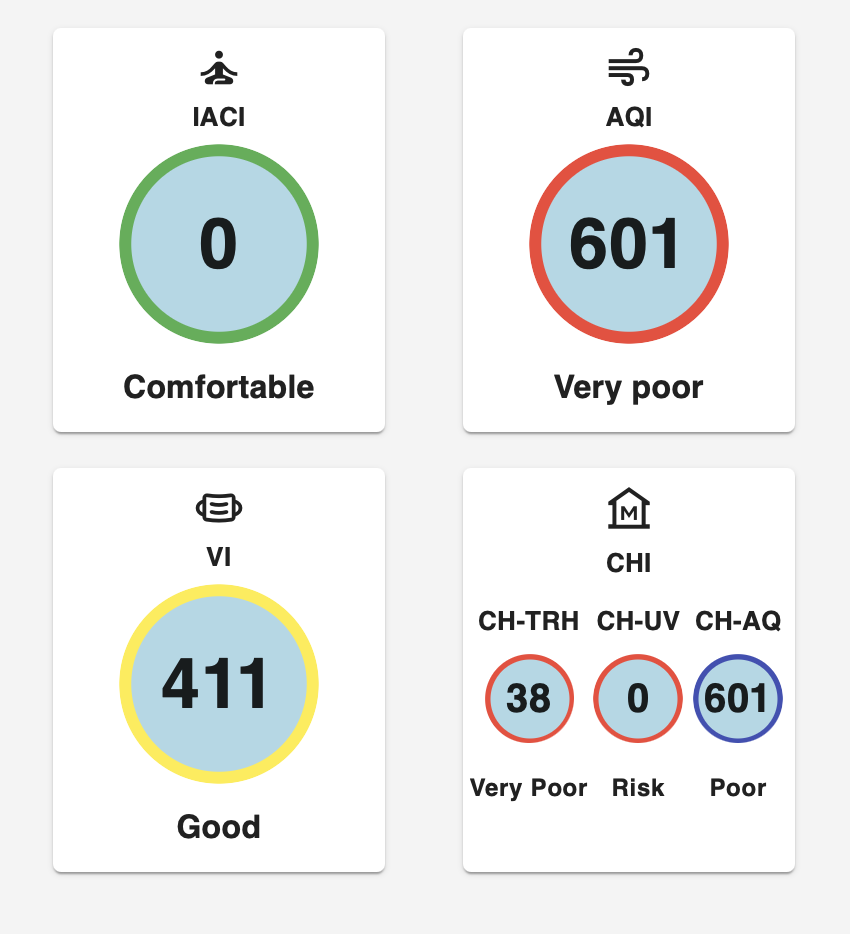 IACI
0
Comfortable
AQI
601
Very poor
VI
411
Good
M
CHI
CH-TRH CH-UV CH-AQ
38 0 601
Very Poor Risk Poor